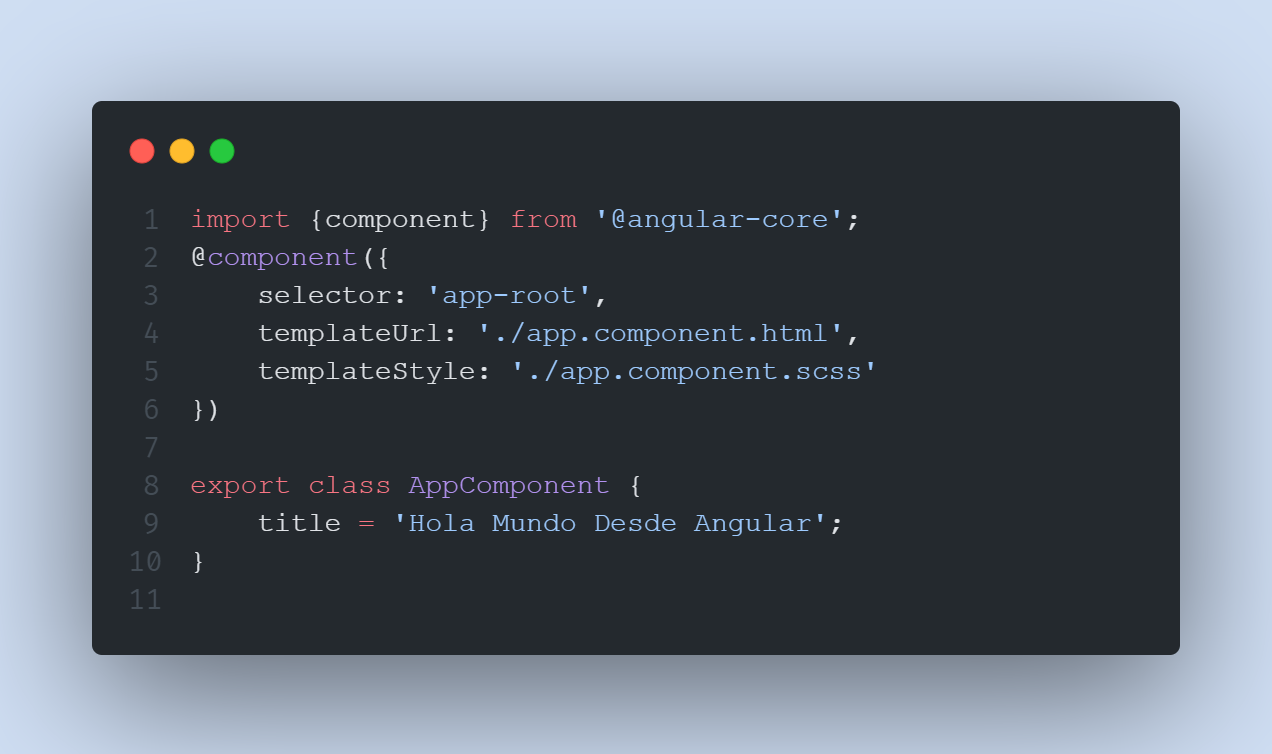 1 import {component} from '@angular-core';
2 @component({
3     selector: 'app-root',
4     templateUrl: './app.component.html',
5     templateStyle: './app.component.scss'
6 })
7
8 export class AppComponent {
9     title = 'Hola Mundo Desde Angular';
10 }
11